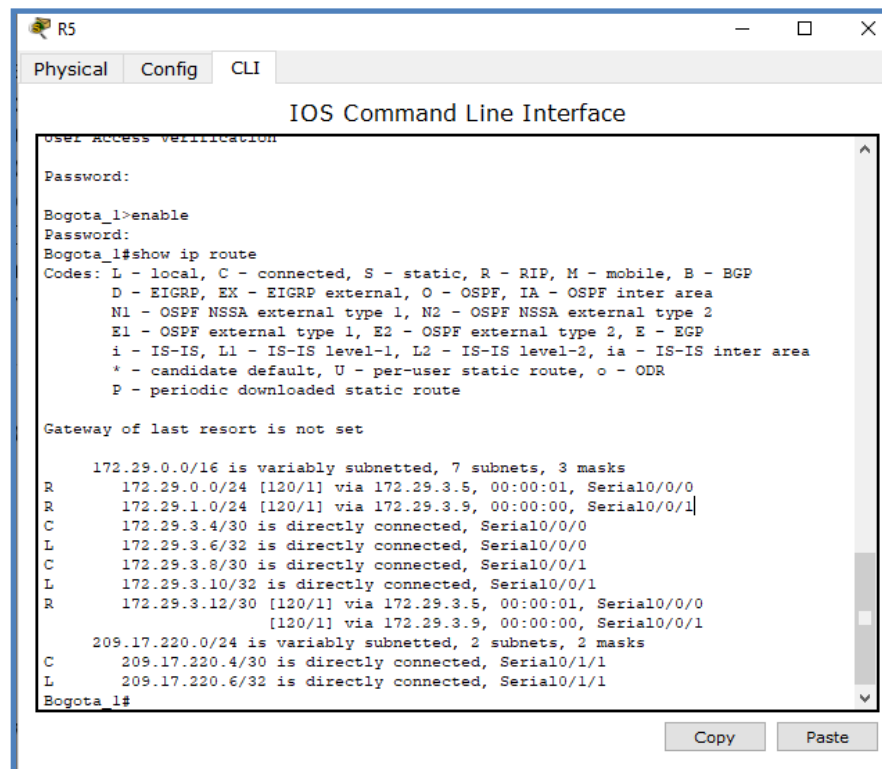 R5
Physical Config CLI
IOS Command Line Interface
User Access Verification
Password:
Bogota_1>enable
Password:
Bogota_1#show ip route
Codes: L - local, C - connected, S - static, R - RIP, M - mobile, B - BGP
D - EIGRP, EX - EIGRP external, O - OSPF, IA - OSPF inter area
N1 - OSPF NSSA external type 1, N2 - OSPF NSSA external type 2
E1 - OSPF external type 1, E2 - OSPF external type 2, E - EGP
i - IS-IS, L1 - IS-IS level-1, L2 - IS-IS level-2, ia - IS-IS inter area
* - candidate default, U - per-user static route, o - ODR
P - periodic downloaded static route
Gateway of last resort is not set
172.29.0.0/16 is variably subnetted, 7 subnets, 3 masks
R 172.29.0.0/24 [120/1] via 172.29.3.5, 00:00:01, Serial0/0/0
R 172.29.1.0/24 [120/1] via 172.29.3.9, 00:00:00, Serial0/0/1
C 172.29.3.4/30 is directly connected, Serial0/0/0
L 172.29.3.6/32 is directly connected, Serial0/0/0
C 172.29.3.8/30 is directly connected, Serial0/0/1
L 172.29.3.10/32 is directly connected, Serial0/0/1
R 172.29.3.12/30 [120/1] via 172.29.3.5, 00:00:01, Serial0/0/0
[120/1] via 172.29.3.9, 00:00:00, Serial0/0/1
209.17.220.0/24 is variably subnetted, 2 subnets, 2 masks
C 209.17.220.4/30 is directly connected, Serial0/1/1
L 209.17.220.6/32 is directly connected, Serial0/1/1
Bogota_1#
Copy Paste